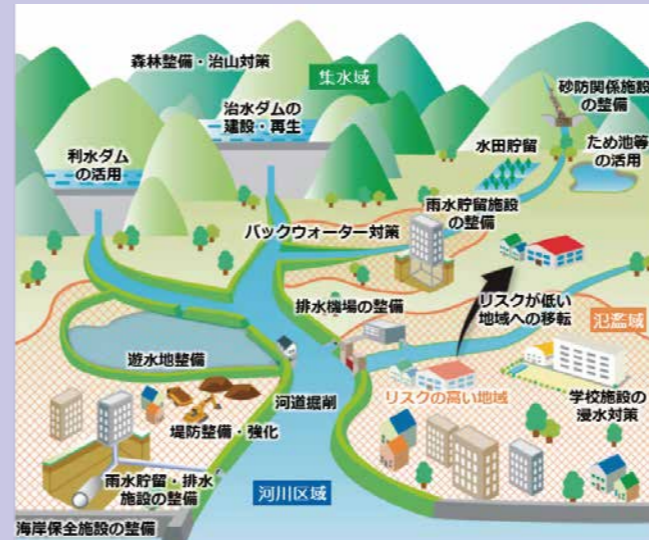 森林整備・治山対策
集水域
砂防関係施設
の整備
治水ダムの
建設・再生
水田貯留
ため池等
の活用
利水ダム
の活用
雨水貯留施設
の整備
バックウォーター対策
排水機場の整備
リスクが低い
地域への移転
氾濫域
遊水地整備
河道掘削
リスクの高い地域
学校施設の
浸水対策
堤防整備・強化
雨水貯留・排水
施設の整備
河川区域
海岸保全施設の整備